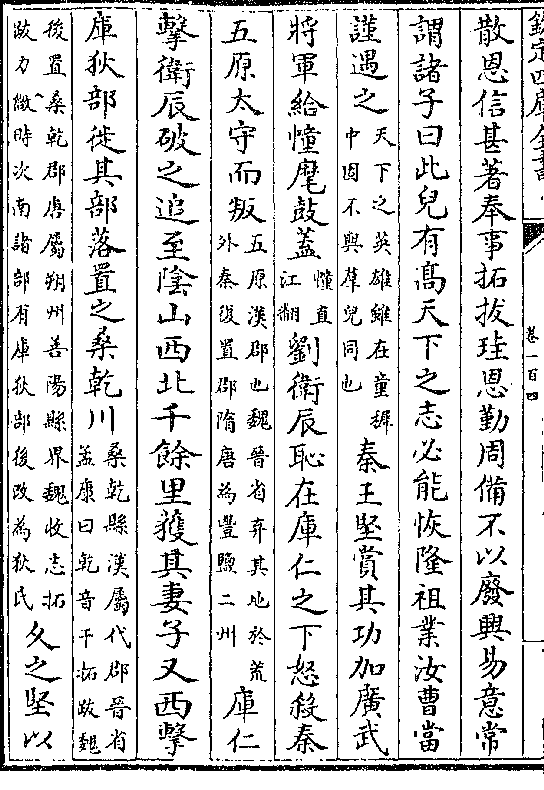 欽定四庫全書
卷一百四
散恩信甚著奉事拓拔珪恩勤周備不以廢興易意常
謂諸子曰此兒有髙天下之志必能恢隆祖業汝曹當
謹遇之天下之英雄雖在童穉
中固不與羣兒同也秦王堅賞其功加廣武
將軍給幢麾鼓蓋幢直
江翻劉衛辰恥在庫仁之下怒殺秦
五原太守而叛五原漢郡也魏晉省弃其地於荒
外秦復置郡隋唐為豐鹽二州庫仁
擊衛辰破之追至陰山西北千餘里獲其妻子又西擊
庫狄部徙其部落置之桑乾川桑乾縣漢屬代郡晉省
孟康曰乾音干拓跋魏
後置桑乾郡唐屬朔州善陽縣界魏收志拓
跋力微時次南諸部有庫狄部後改為狄民久之堅以